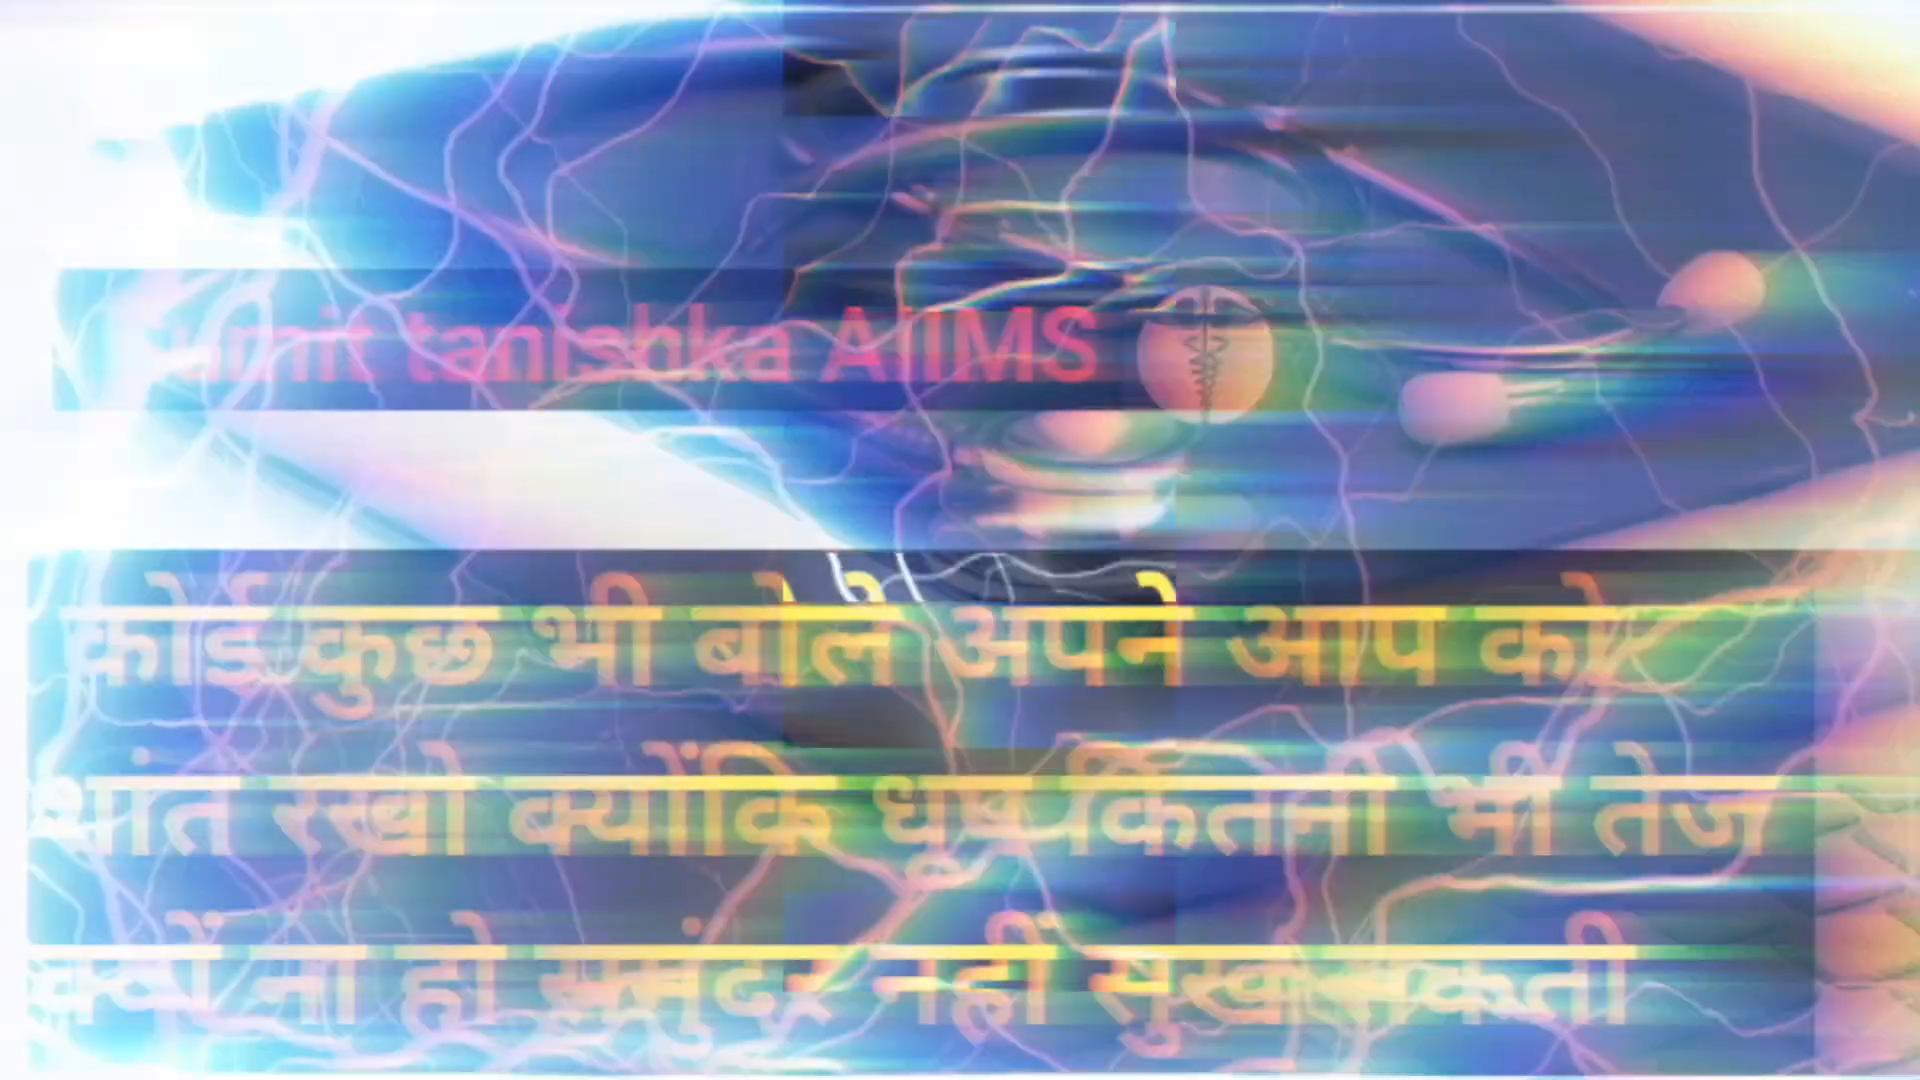 tanishka AIIMS
कोई कुछ भी बोले अपने आप को
शांत रखो क्योंकि धूप कितनी भी तेज
क्यों ना हो समुंदर नहीं सुखा सकती